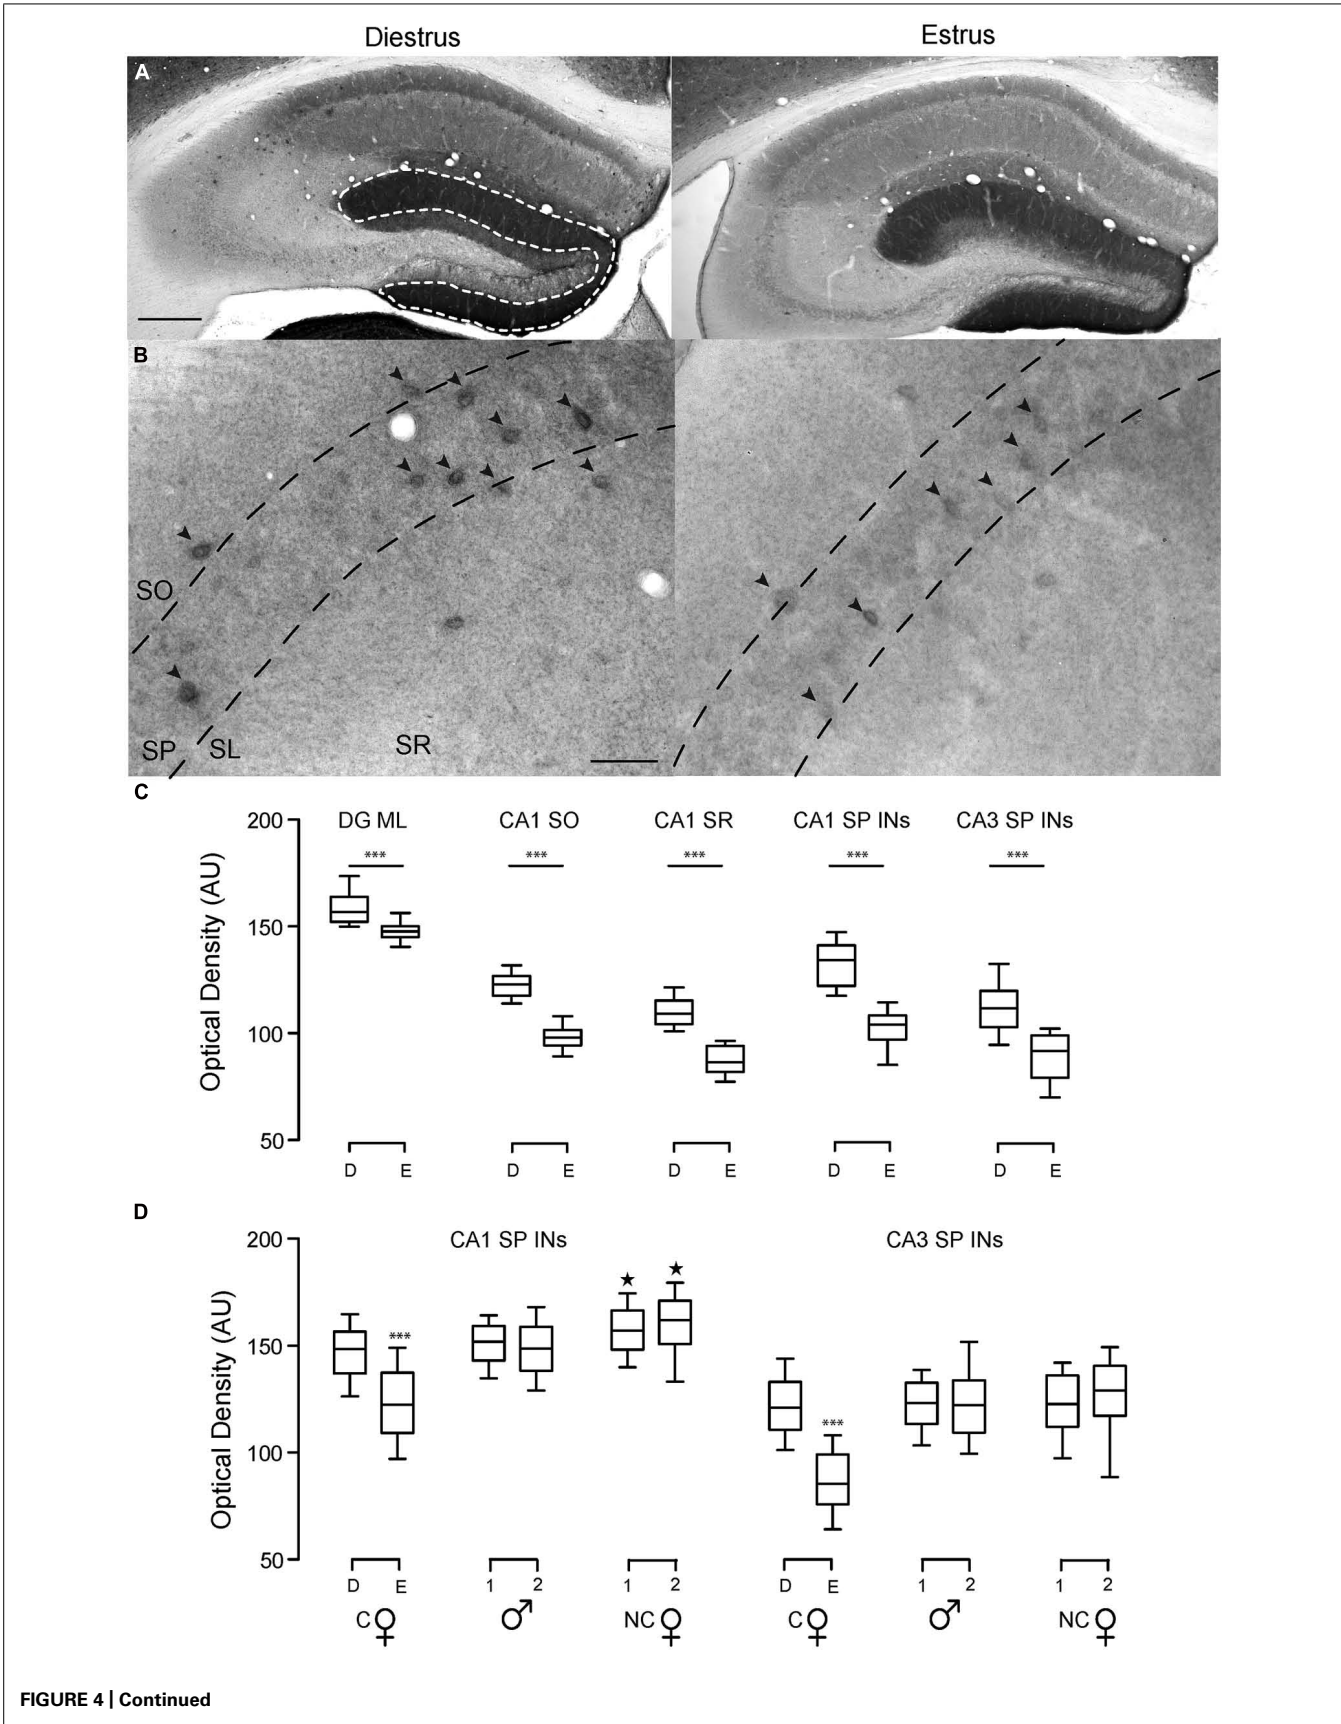 Diestrus Estrus
A
B
SO
SP SL SR
C
DG ML CA1 SO CA1 SR CA1 SP INs CA3 SP INs
*** *** *** *** ***
Optical Density (AU)
200
150
100
50
D E D E D E D E D E
D
CA1 SP INs CA3 SP INs
★ ★
*** ***
Optical Density (AU)
200
150
100
50
D E 1 2 1 2 D E 1 2 1 2
C♀ ♂ NC♀ C♀ ♂ NC♀
FIGURE 4 | Continued